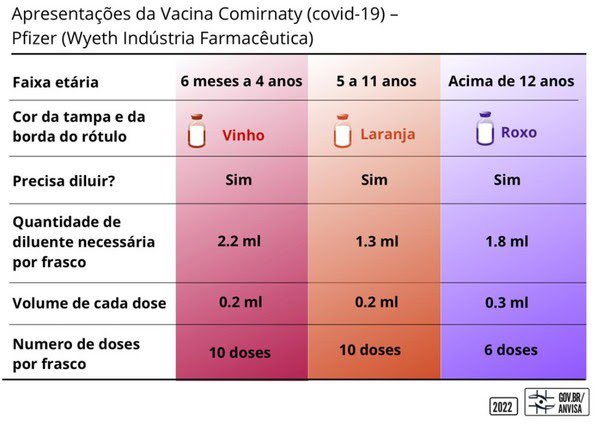 Apresentações da Vacina Comirnaty (covid-19) –
Pfizer (Wyeth Indústria Farmacêutica)
Faixa etária 6 meses a 4 anos 5 a 11 anos Acima de 12 anos
Cor da tampa e da
borda do rótulo Vinho Laranja Roxo
Precisa diluir? Sim Sim Sim
Quantidade de
diluente necessária 2.2 ml 1.3 ml 1.8 ml
por frasco
Volume de cada dose 0.2 ml 0.2 ml 0.3 ml
Numero de doses
por frasco 10 doses 10 doses 6 doses
2022 GOV.BR/
ANVISA